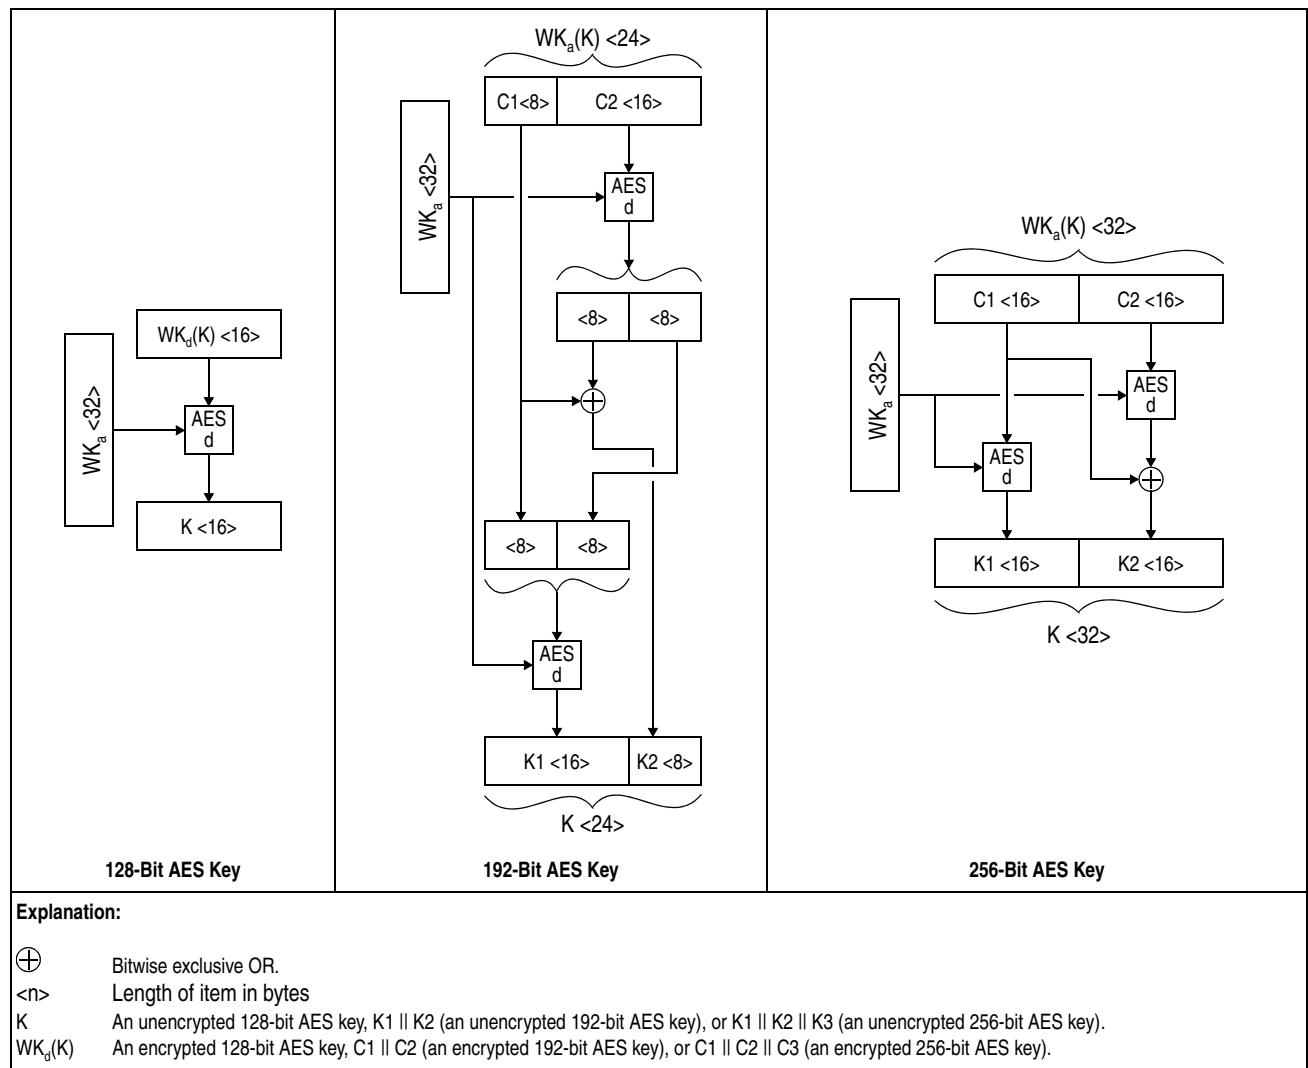 WKa <32>
WKd(K) <16>
AES
d
K <16>
128-Bit AES Key
WKa(K) <24>
C1<8> C2 <16>
WKa <32>
AES
d
<8> <8>
<8> <8>
AES
d
K1 <16> K2 <8>
K <24>
192-Bit AES Key
WKa(K) <32>
C1 <16> C2 <16>
WKa <32>
AES
d
AES
d
K1 <16> K2 <16>
K <32>
256-Bit AES Key
Explanation:
⊕ Bitwise exclusive OR.
<n> Length of item in bytes
K An unencrypted 128-bit AES key, K1 || K2 (an unencrypted 192-bit AES key), or K1 || K2 || K3 (an unencrypted 256-bit AES key).
WKd(K) An encrypted 128-bit AES key, C1 || C2 (an encrypted 192-bit AES key), or C1 || C2 || C3 (an encrypted 256-bit AES key).